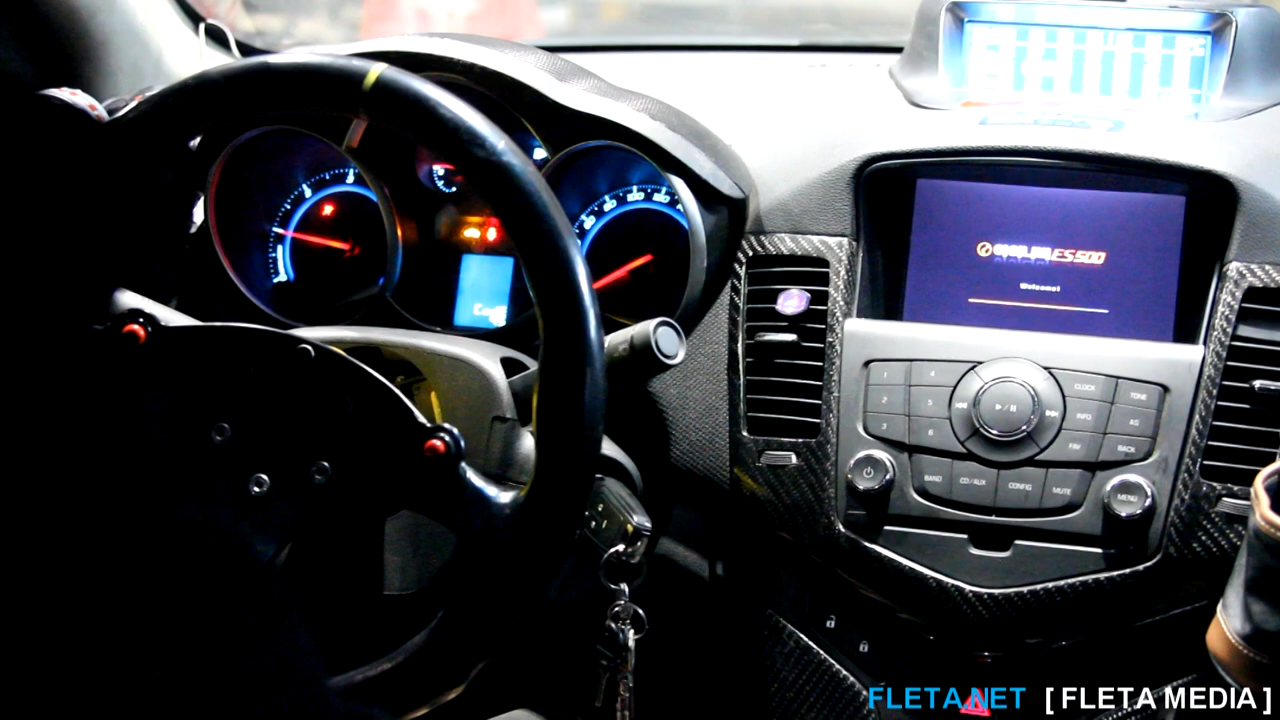 ES500
Welcome!
1 4 CLOCK TONE
2 5 INFO AS
3 6 FAV BACK
BAND CD/AUX CONFIG MUTE MENU
FLETA.NET [ FLETA MEDIA ]